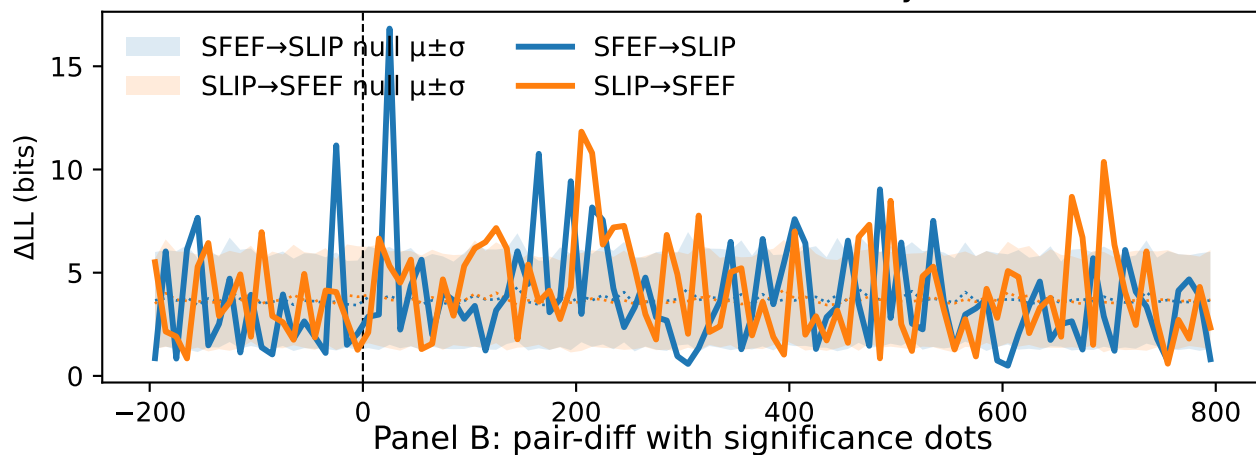 SFEF→SLIP null μ±σ
SLIP→SFEF null μ±σ
SFEF→SLIP
SLIP→SFEF
ΔLL (bits)
15
10
5
0
−200
0
200
400
600
800
Panel B: pair-diff with significance dots